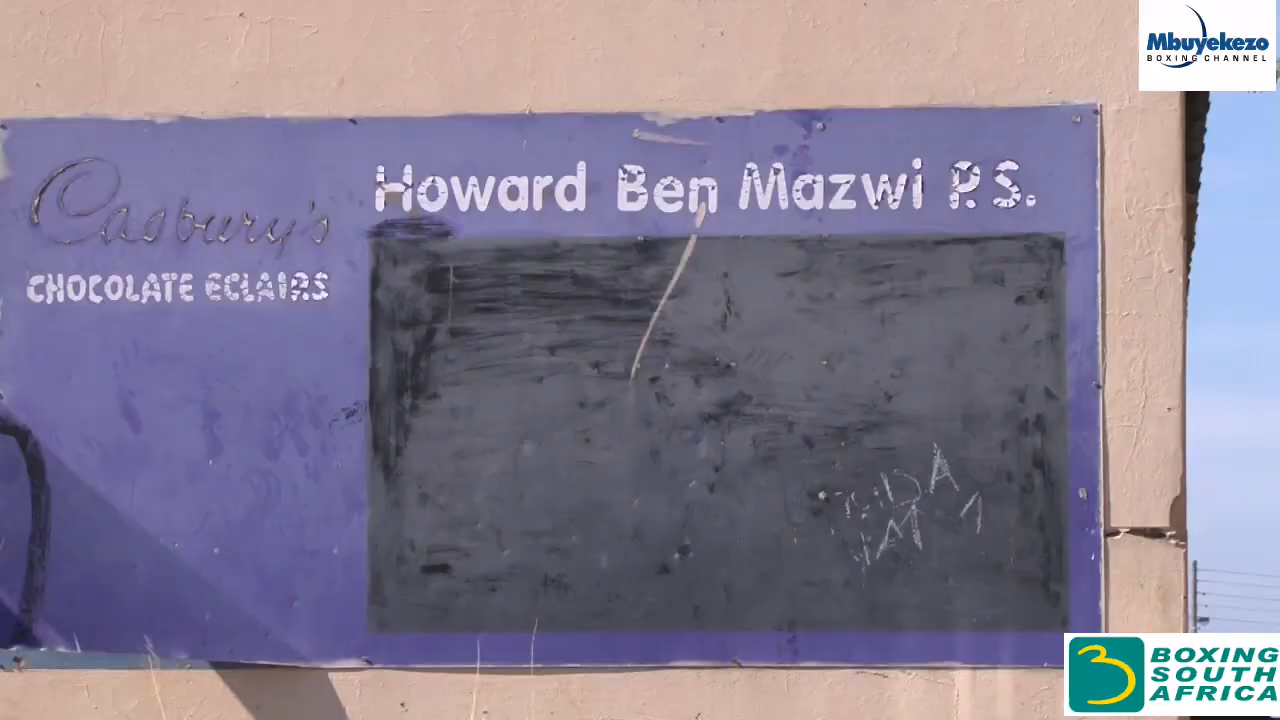 Mbuyekezo
BOXING CHANNEL
Cadbury's
CHOCOLATE ECLAIRS
Howard Ben Mazwi P.S.
BOXING
SOUTH
AFRICA